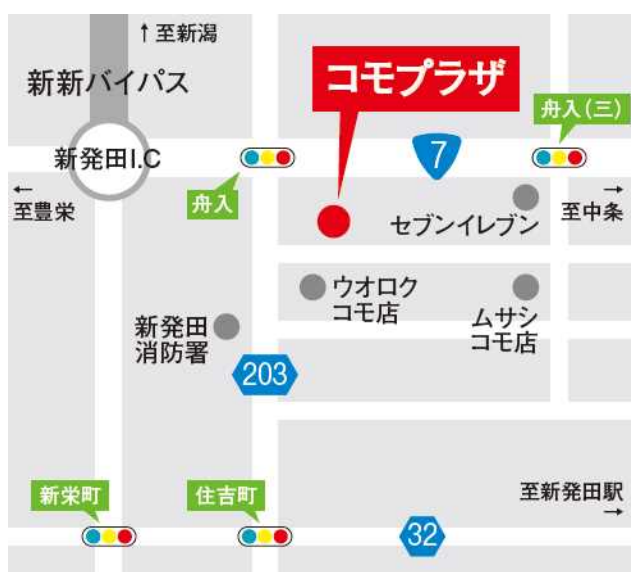 ↑至新潟
新新バイパス
コモプラザ
舟入(三)
新発田I.C
7
←
至豊栄
舟入
セブンイレブン
→
至中条
ウオロク
コモ店
ムサシ
コモ店
新発田
消防署
203
新栄町
住吉町
至新発田駅
→
32